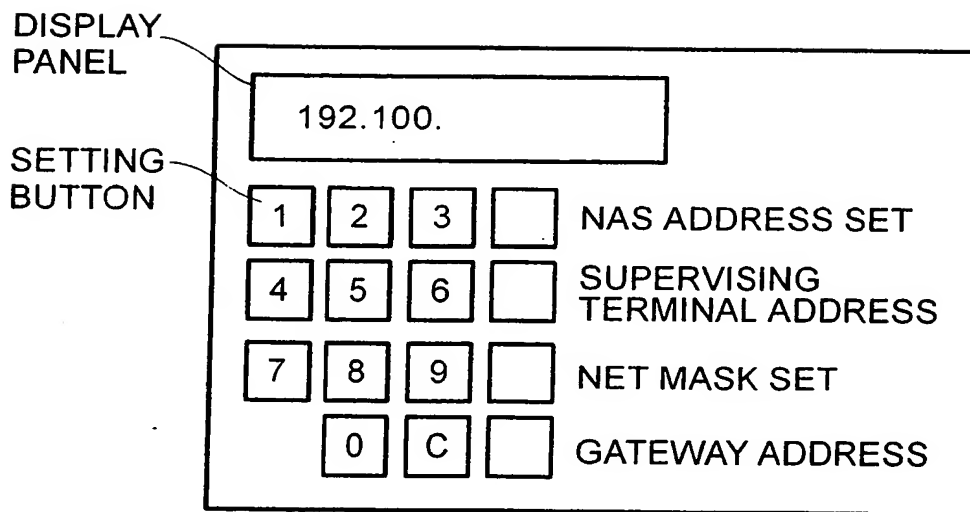 DISPLAY
PANEL
192.100.
SETTING
BUTTON
1 2 3 NAS ADDRESS SET
4 5 6 SUPERVISING
TERMINAL ADDRESS
7 8 9 NET MASK SET
0 C GATEWAY ADDRESS